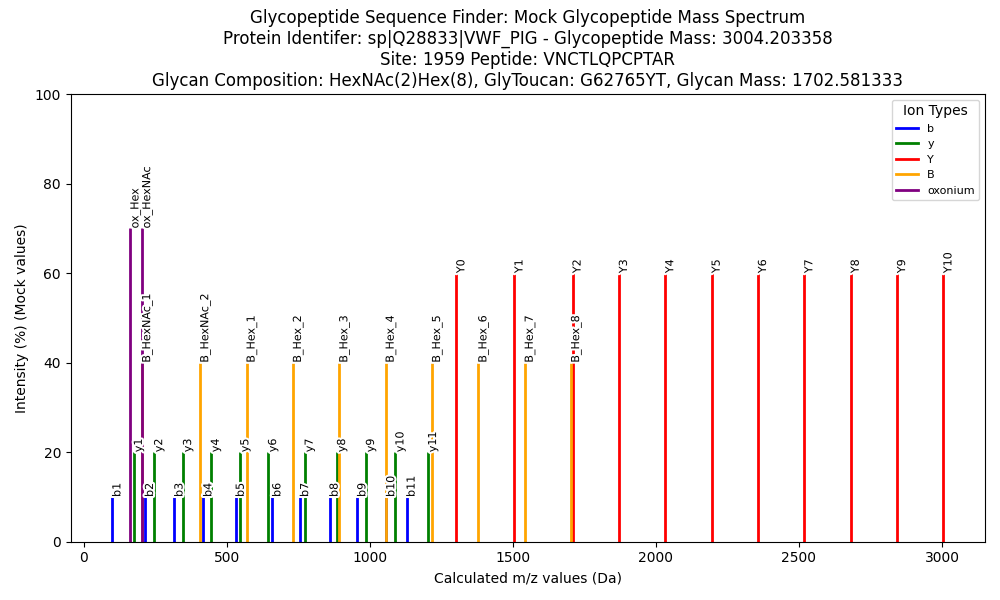 Glycopeptide Sequence Finder: Mock Glycopeptide Mass Spectrum
Protein Identifer: sp|Q28833|VWF_PIG - Glycopeptide Mass: 3004.203358
Site: 1959 Peptide: VNCTLQPCPTAR
Glycan Composition: HexNAc(2)Hex(8), GlyToucan: G62765YT, Glycan Mass: 1702.581333
Intensity (%) (Mock values)
100
80
60
40
20
0
Ion Types
b
y
Y
B
oxonium
ox_Hex
ox_HexNAc
Y0
Y1
Y2
Y3
Y4
Y5
Y6
Y7
Y8
Y9
Y10
B_HexNAc_1
B_HexNAc_2
B_Hex_1
B_Hex_2
B_Hex_3
B_Hex_4
B_Hex_5
B_Hex_6
B_Hex_7
B_Hex_8
y1
y2
y3
y4
y5
y6
y7
y8
y9
y10
y11
b1
b2
b3
b4
b5
b6
b7
b8
b9
b10
b11
0
500
1000
1500
2000
2500
3000
Calculated m/z values (Da)